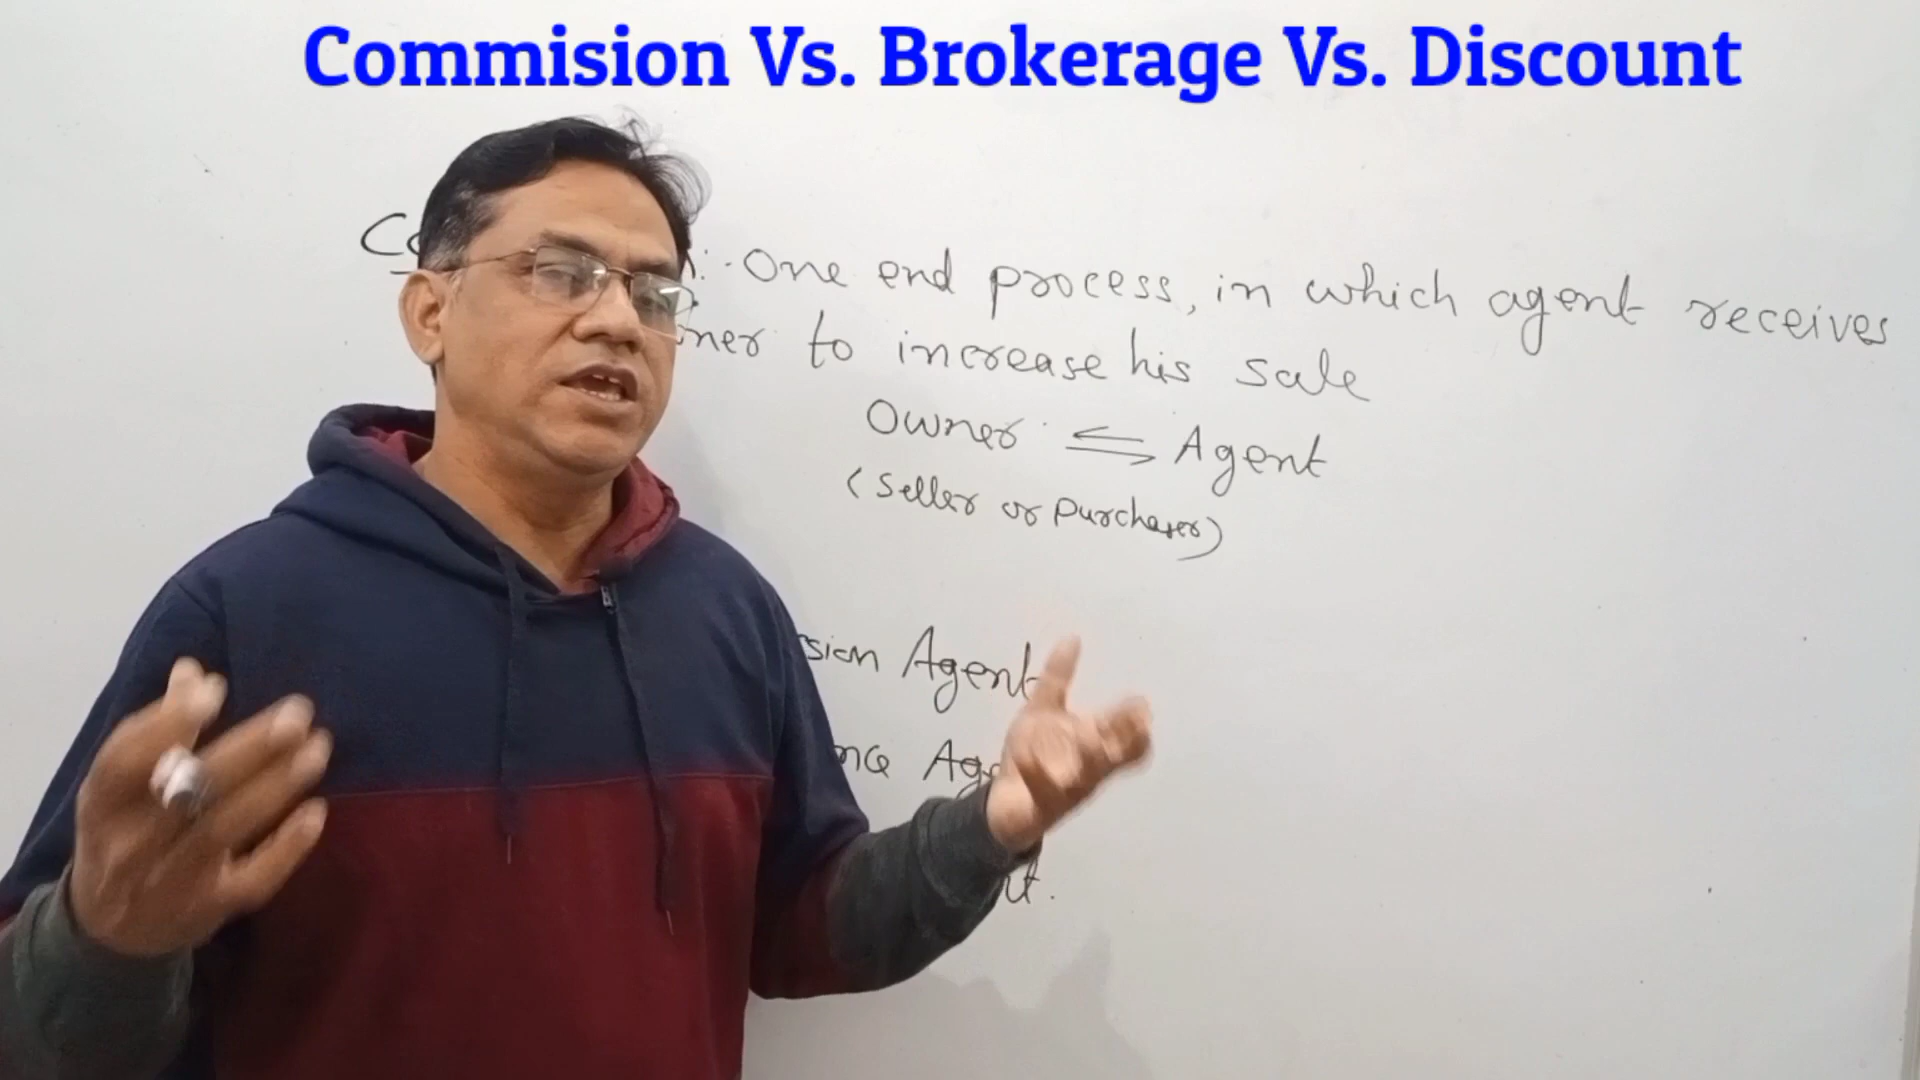 Commision Vs. Brokerage Vs. Discount
One end process, in which agent receives
to increase his sale
Owner ⇌ Agent
(Seller or Purchaser)
Agent